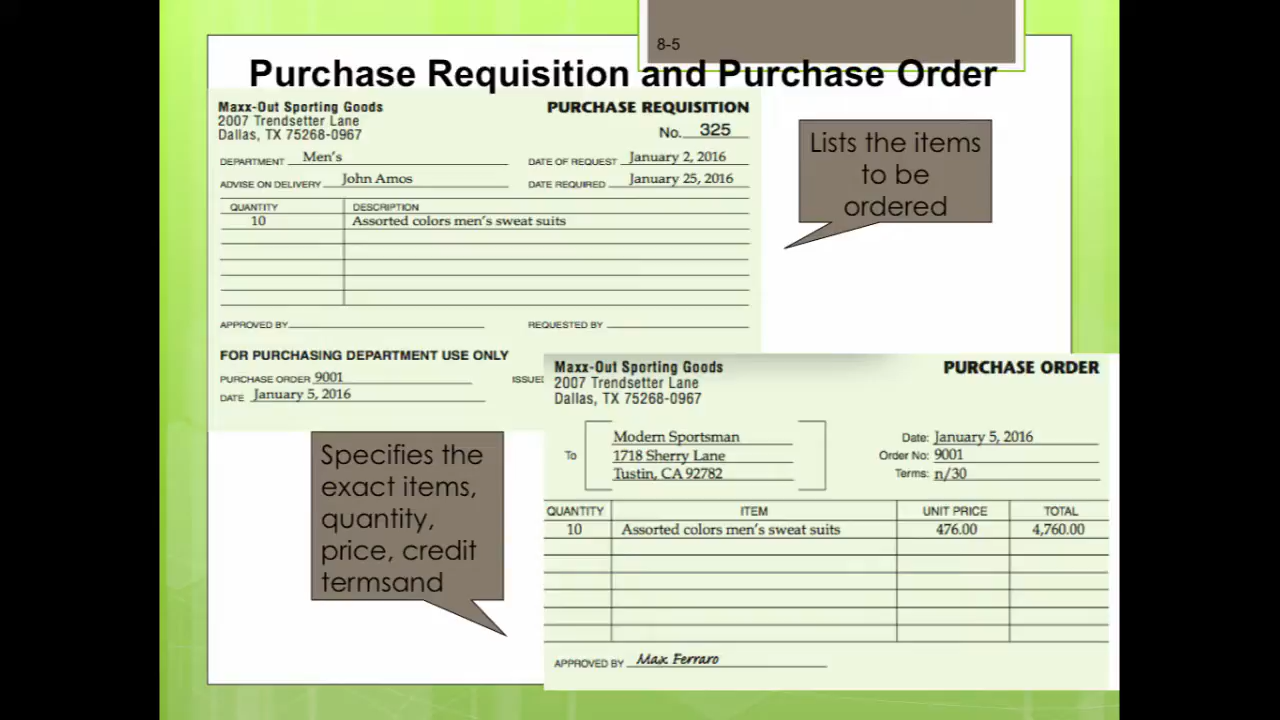 8-5
Purchase Requisition and Purchase Order
Maxx-Out Sporting Goods
2007 Trendsetter Lane
Dallas, TX 75268-0967
PURCHASE REQUISITION
No. 325
DEPARTMENT Men's
ADVISE ON DELIVERY John Amos
DATE OF REQUEST January 2, 2016
DATE REQUIRED January 25, 2016
QUANTITY DESCRIPTION
10 Assorted colors men's sweat suits
APPROVED BY
REQUESTED BY
FOR PURCHASING DEPARTMENT USE ONLY
PURCHASE ORDER 9001
DATE January 5, 2016
ISSUED
Lists the items
to be
ordered
Specifies the
exact items,
quantity,
price, credit
termsand
Maxx-Out Sporting Goods
2007 Trendsetter Lane
Dallas, TX 75268-0967
PURCHASE ORDER
To
Modern Sportsman
1718 Sherry Lane
Tustin, CA 92782
Date: January 5, 2016
Order No: 9001
Terms: n/30
QUANTITY ITEM UNIT PRICE TOTAL
10 Assorted colors men's sweat suits 476.00 4,760.00
APPROVED BY Max Ferraro